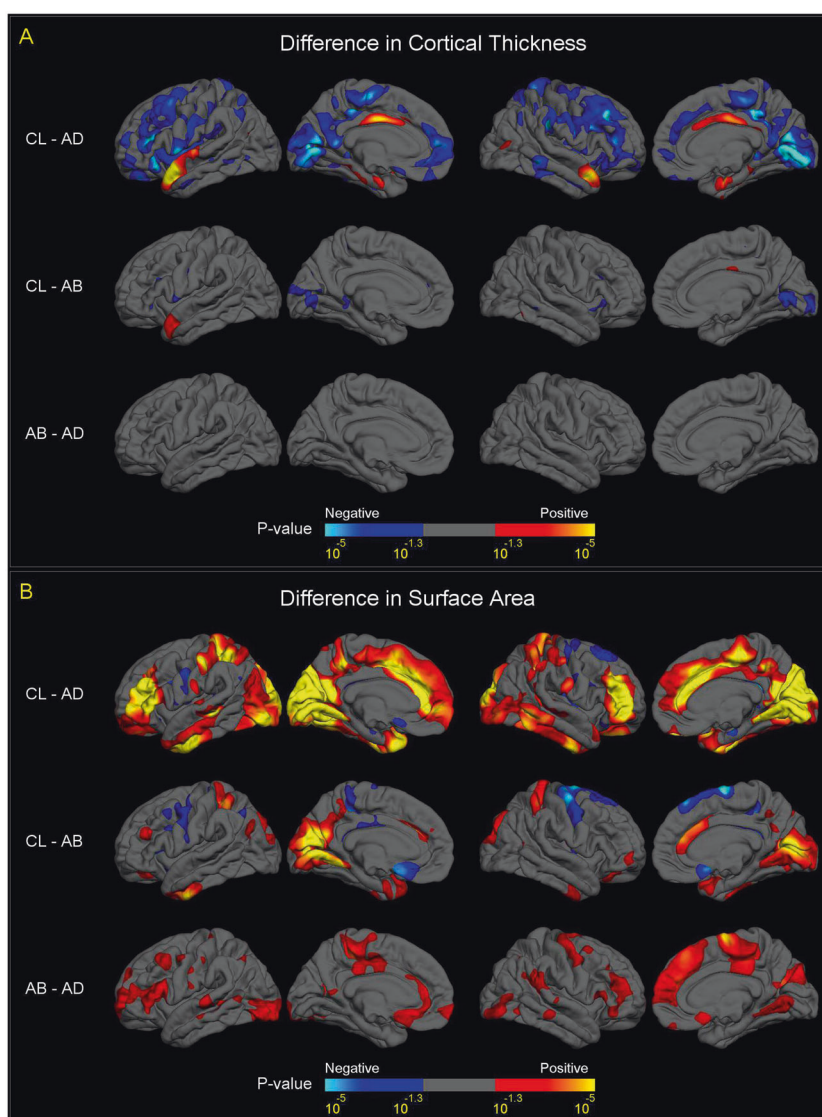 A
Difference in Cortical Thickness
CL - AD
CL - AB
AB - AD
Negative Positive
P-value
10^-5 10^-1.3 10^-1.3 10^-5
B
Difference in Surface Area
CL - AD
CL - AB
AB - AD
Negative Positive
P-value
10^-5 10^-1.3 10^-1.3 10^-5